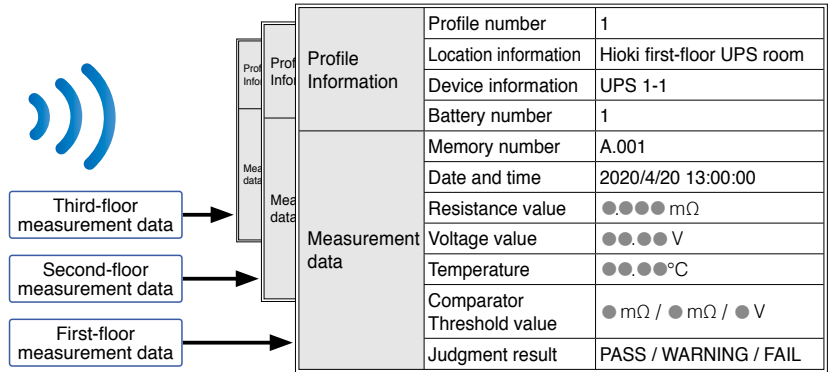 Profile
Information
Profile number
1
Location information
Hioki first-floor UPS room
Device information
UPS 1-1
Battery number
1
Measurement
data
Memory number
A.001
Date and time
2020/4/20 13:00:00
Resistance value
●.●●● mΩ
Voltage value
●●.●● V
Temperature
●●.●●°C
Comparator
Threshold value
● mΩ / ● mΩ / ● V
Judgment result
PASS / WARNING / FAIL
Prof
Infor
Mea
data
Prof
Infor
Mea
data
Third-floor
measurement data
Second-floor
measurement data
First-floor
measurement data